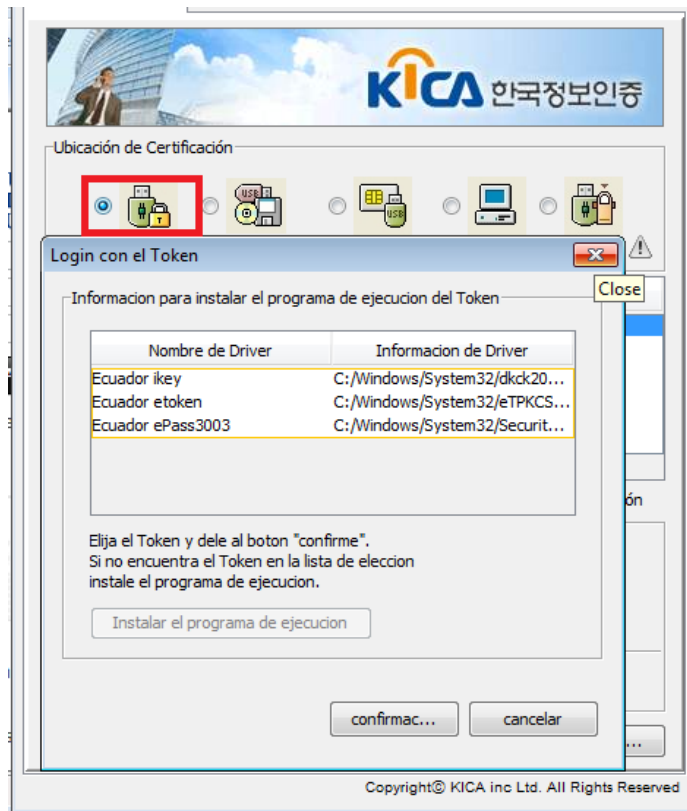 KICA 한국정보인증
Ubicación de Certificación
USB
USB
Login con el Token
Close
Informacion para instalar el programa de ejecucion del Token
Nombre de Driver Informacion de Driver
Ecuador ikey C:/Windows/System32/dkck20...
Ecuador etoken C:/Windows/System32/eTPKCS...
Ecuador ePass3003 C:/Windows/System32/Securit...
ón
Elija el Token y dele al boton "confirme".
Si no encuentra el Token en la lista de eleccion
instale el programa de ejecucion.
Instalar el programa de ejecucion
confirmac... cancelar
...
Copyright© KICA inc Ltd. All Rights Reserved